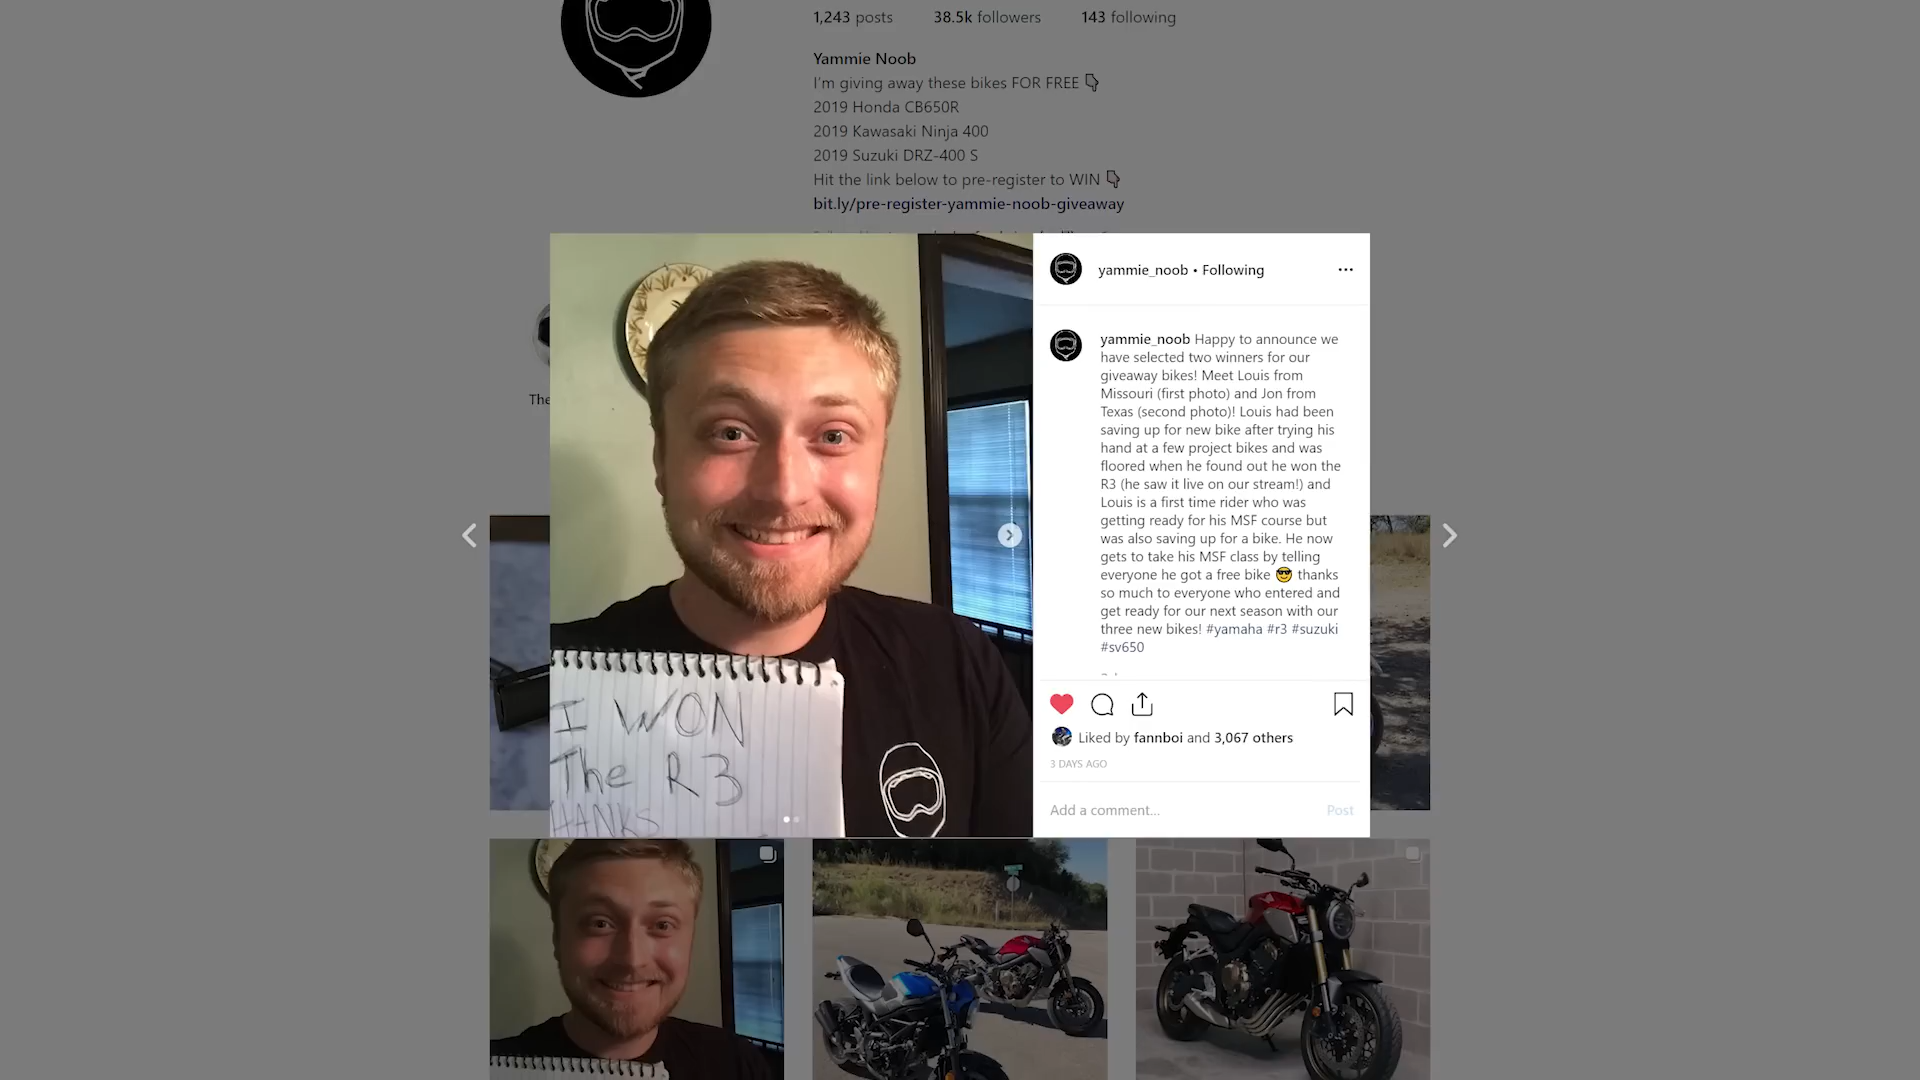 1,243 posts 38.5k followers 143 following
Yammie Noob
I'm giving away these bikes FOR FREE
2019 Honda CB650R
2019 Kawasaki Ninja 400
2019 Suzuki DRZ-400 S
Hit the link below to pre-register to WIN
bit.ly/pre-register-yammie-noob-giveaway
The
I WON
The R3
THANKS
yammie_noob • Following
yammie_noob Happy to announce we
have selected two winners for our
giveaway bikes! Meet Louis from
Missouri (first photo) and Jon from
Texas (second photo)! Louis had been
saving up for new bike after trying his
hand at a few project bikes and was
floored when he found out he won the
R3 (he saw it live on our stream!) and
Louis is a first time rider who was
getting ready for his MSF course but
was also saving up for a bike. He now
gets to take his MSF class by telling
everyone he got a free bike 😎 thanks
so much to everyone who entered and
get ready for our next season with our
three new bikes! #yamaha #r3 #suzuki
#sv650
Liked by fannboi and 3,067 others
3 DAYS AGO
Add a comment... Post